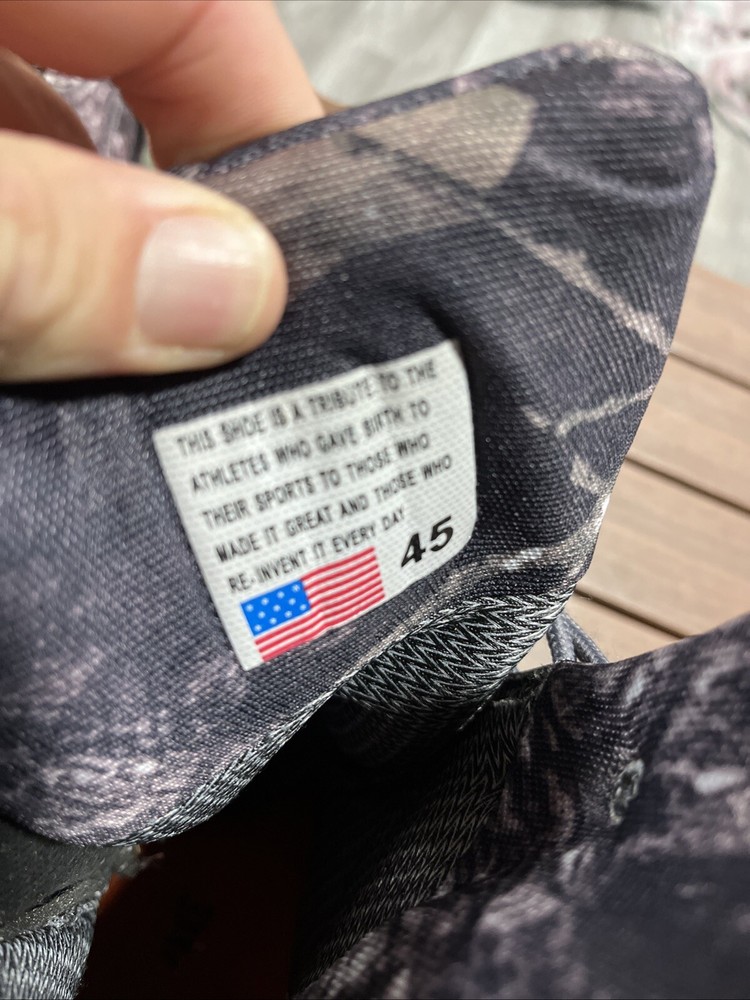 THIS SHOE IS A TRIBUTE TO THE
ATHLETES WHO GAVE BIRTH TO
THEIR SPORTS TO THOSE WHO
MADE IT GREAT AND THOSE WHO
RE-INVENT IT EVERY DAY
45